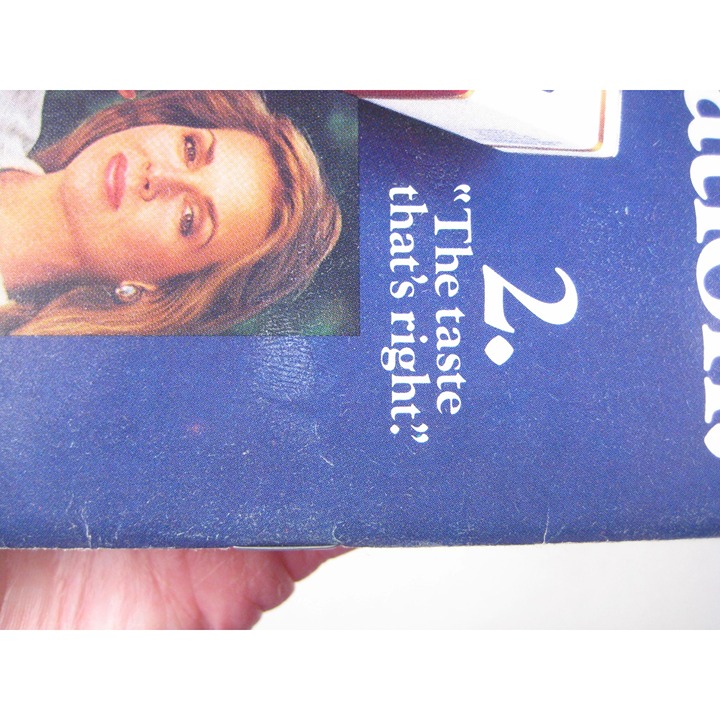 2.
“The taste
that's right.”